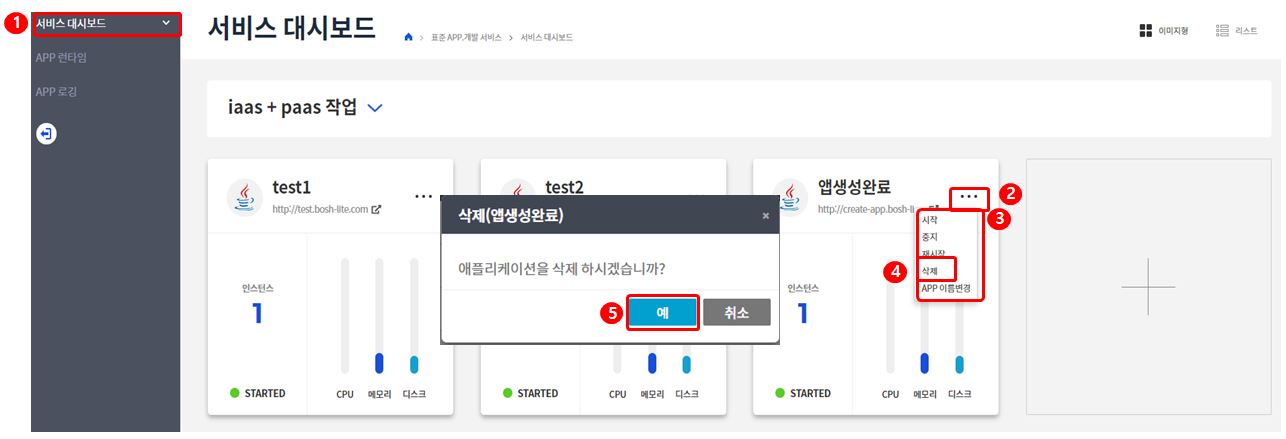 1
서비스 대시보드
APP 런타임
APP 로깅
서비스 대시보드
표준 APP.개발 서비스 > 서비스 대시보드
이미지형
리스트
iaas + paas 작업
test1
http://test.bosh-lite.com
인스턴스
1
STARTED
CPU 메모리 디스크
test2
STARTED
CPU 메모리 디스크
앱생성완료
http://create-app.bosh-li
2
3
시작
중지
재시작
4
삭제
APP 이름변경
인스턴스
1
STARTED
CPU 메모리 디스크
삭제(앱생성완료)
×
애플리케이션을 삭제 하시겠습니까?
5
예
취소